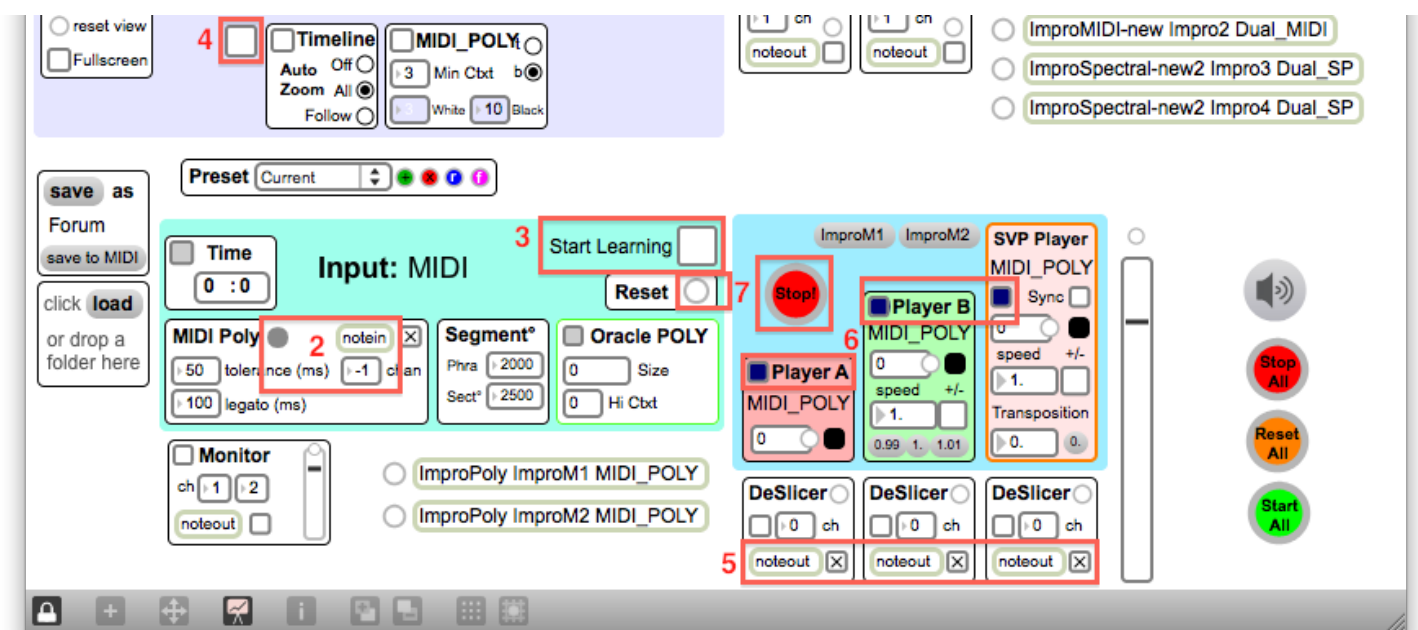 reset view
Fullscreen
4
Timeline
Auto Off
Zoom All
Follow
MIDI_POLY
3 Min Ctxt b
3 White 10 Black
1 ch
noteout
1 ch
noteout
ImproMIDI-new Impro2 Dual_MIDI
ImproSpectral-new2 Impro3 Dual_SP
ImproSpectral-new2 Impro4 Dual_SP
save as
Forum
save to MIDI
click load
or drop a
folder here
Preset Current
Time
0 : 0
Input: MIDI
3
Start Learning
Reset
7
MIDI Poly notein
2
50 tolerance (ms) -1 chan
100 legato (ms)
Segment°
Phra 2000
Sect° 2500
Oracle POLY
0 Size
0 Hi Ctxt
Monitor
ch 1 2
noteout
ImproPoly ImproM1 MIDI_POLY
ImproPoly ImproM2 MIDI_POLY
ImproM1 ImproM2
Stop!
6
Player A
MIDI_POLY
0
Player B
MIDI_POLY
0
speed +/-
1.
0.99 1. 1.01
SVP Player
MIDI_POLY
Sync
0
speed +/-
1.
Transposition
0. 0.
5
DeSlicer
0 ch
noteout
DeSlicer
0 ch
noteout
DeSlicer
0 ch
noteout
Stop
All
Reset
All
Start
All